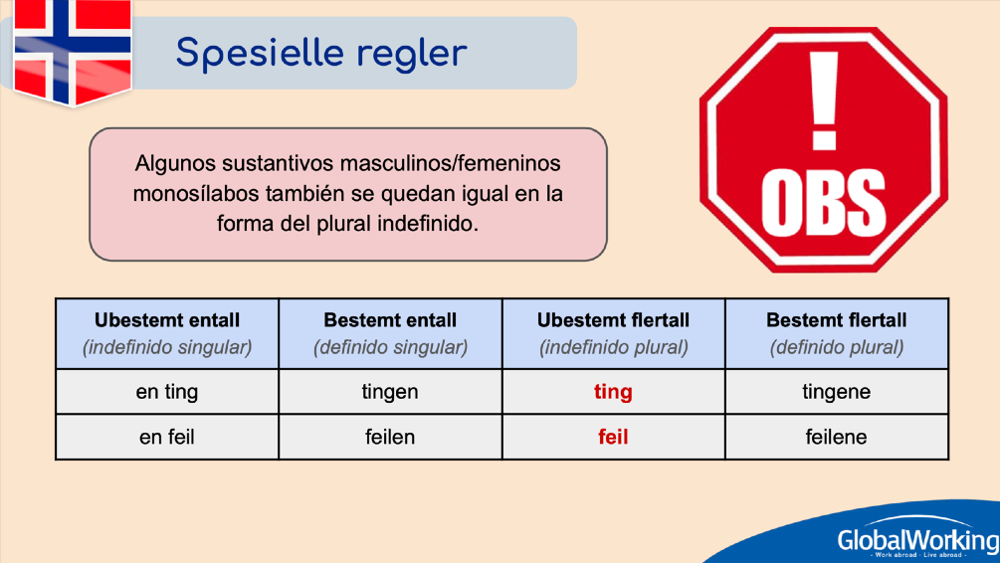 Spesielle regler
!
OBS
Algunos sustantivos masculinos/femeninos
monosílabos también se quedan igual en la
forma del plural indefinido.
Ubestemt entall Bestemt entall Ubestemt flertall Bestemt flertall
(indefinido singular) (definido singular) (indefinido plural) (definido plural)
en ting tingen ting tingene
en feil feilen feil feilene
GlobalWorking
- Work abroad · Live abroad -